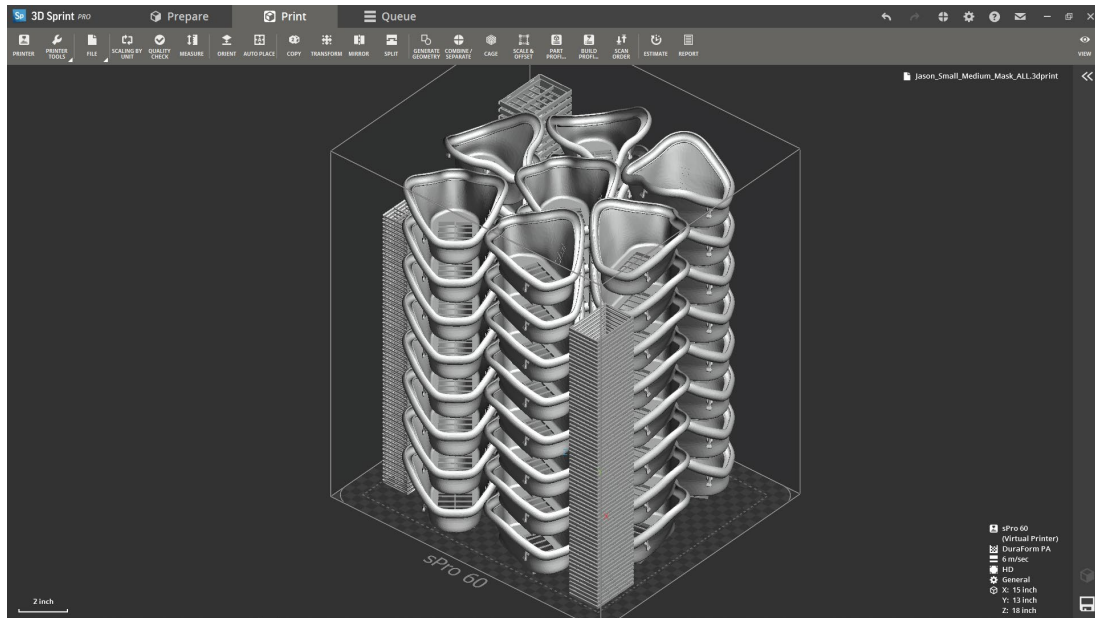 Sp 3D Sprint PRO
Prepare
Print
Queue
PRINTER
PRINTER TOOLS
FILE
SCALING BY UNIT
QUALITY CHECK
MEASURE
ORIENT
AUTO PLACE
COPY
TRANSFORM
MIRROR
SPLIT
GENERATE GEOMETRY
COMBINE / SEPARATE
CAGE
SCALE & OFFSET
PART PROFI...
BUILD PROFI...
SCAN ORDER
ESTIMATE
REPORT
VIEW
Jason_Small_Medium_Mask_ALL.3dprint
sPro 60
sPro 60
(Virtual Printer)
DuraForm PA
6 m/sec
HD
General
X: 15 inch
Y: 13 inch
Z: 18 inch
2 inch